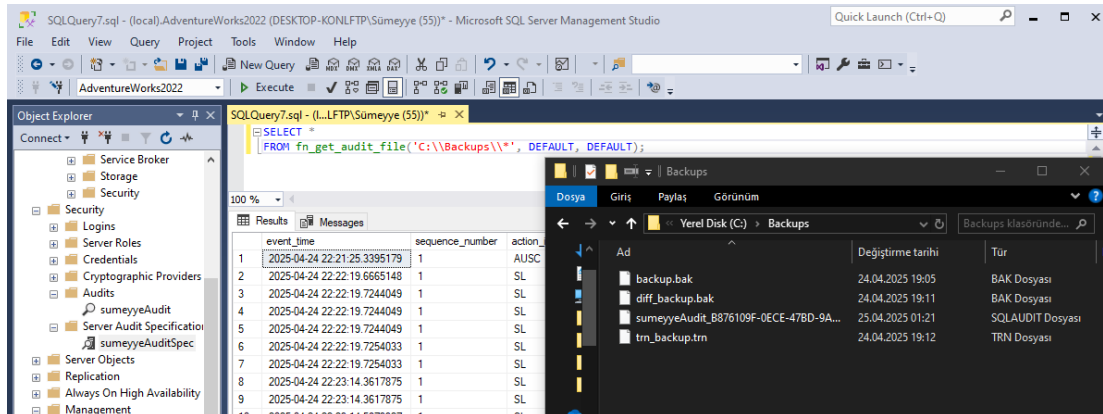 SQLQuery7.sql - (local).AdventureWorks2022 (DESKTOP-KONLFTP\Sümeyye (55))* - Microsoft SQL Server Management Studio
Quick Launch (Ctrl+Q)
File Edit View Query Project Tools Window Help
New Query MDX DMX XMLA DAX
AdventureWorks2022
Execute
Object Explorer
Connect
Service Broker
Storage
Security
Security
Logins
Server Roles
Credentials
Cryptographic Providers
Audits
sumeyyeAudit
Server Audit Specification
sumeyyeAuditSpec
Server Objects
Replication
Always On High Availability
Management
SQLQuery7.sql - (l...LFTP\Sümeyye (55))*
SELECT *
FROM fn_get_audit_file('C:\\Backups\\*', DEFAULT, DEFAULT);
100 %
Results Messages
event_time sequence_number action_
1 2025-04-24 22:21:25.3395179 1 AUSC
2 2025-04-24 22:22:19.6665148 1 SL
3 2025-04-24 22:22:19.7244049 1 SL
4 2025-04-24 22:22:19.7244049 1 SL
5 2025-04-24 22:22:19.7244049 1 SL
6 2025-04-24 22:22:19.7254033 1 SL
7 2025-04-24 22:22:19.7254033 1 SL
8 2025-04-24 22:23:14.3617875 1 SL
9 2025-04-24 22:23:14.3617875 1 SL
Backups
Dosya Giriş Paylaş Görünüm
« Yerel Disk (C:) › Backups
Backups klasöründe...
Ad Değiştirme tarihi Tür
backup.bak 24.04.2025 19:05 BAK Dosyası
diff_backup.bak 24.04.2025 19:11 BAK Dosyası
sumeyyeAudit_B876109F-0ECE-47BD-9A... 25.04.2025 01:21 SQLAUDIT Dosyası
trn_backup.trn 24.04.2025 19:12 TRN Dosyası